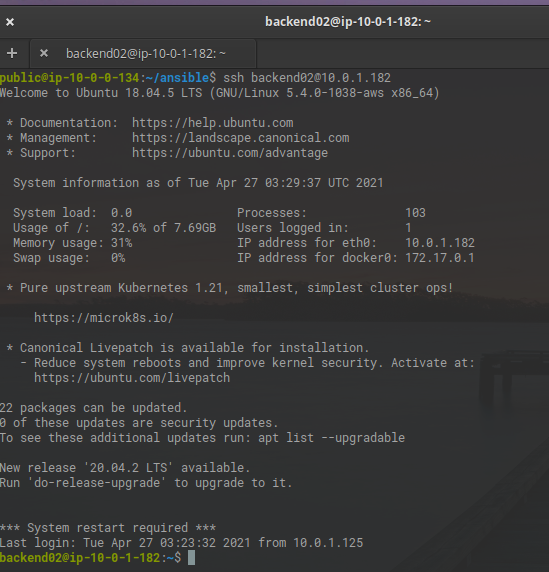 backend02@ip-10-0-1-182: ~
backend02@ip-10-0-1-182: ~
public@ip-10-0-0-134:~/ansible$ ssh backend02@10.0.1.182
Welcome to Ubuntu 18.04.5 LTS (GNU/Linux 5.4.0-1038-aws x86_64)
* Documentation:  https://help.ubuntu.com
* Management:     https://landscape.canonical.com
* Support:        https://ubuntu.com/advantage
System information as of Tue Apr 27 03:29:37 UTC 2021
System load:  0.0               Processes:              103
Usage of /:   32.6% of 7.69GB   Users logged in:        1
Memory usage: 31%               IP address for eth0:    10.0.1.182
Swap usage:   0%                IP address for docker0: 172.17.0.1
* Pure upstream Kubernetes 1.21, smallest, simplest cluster ops!
https://microk8s.io/
* Canonical Livepatch is available for installation.
- Reduce system reboots and improve kernel security. Activate at:
https://ubuntu.com/livepatch
22 packages can be updated.
0 of these updates are security updates.
To see these additional updates run: apt list --upgradable
New release '20.04.2 LTS' available.
Run 'do-release-upgrade' to upgrade to it.
*** System restart required ***
Last login: Tue Apr 27 03:23:32 2021 from 10.0.1.125
backend02@ip-10-0-1-182:~$